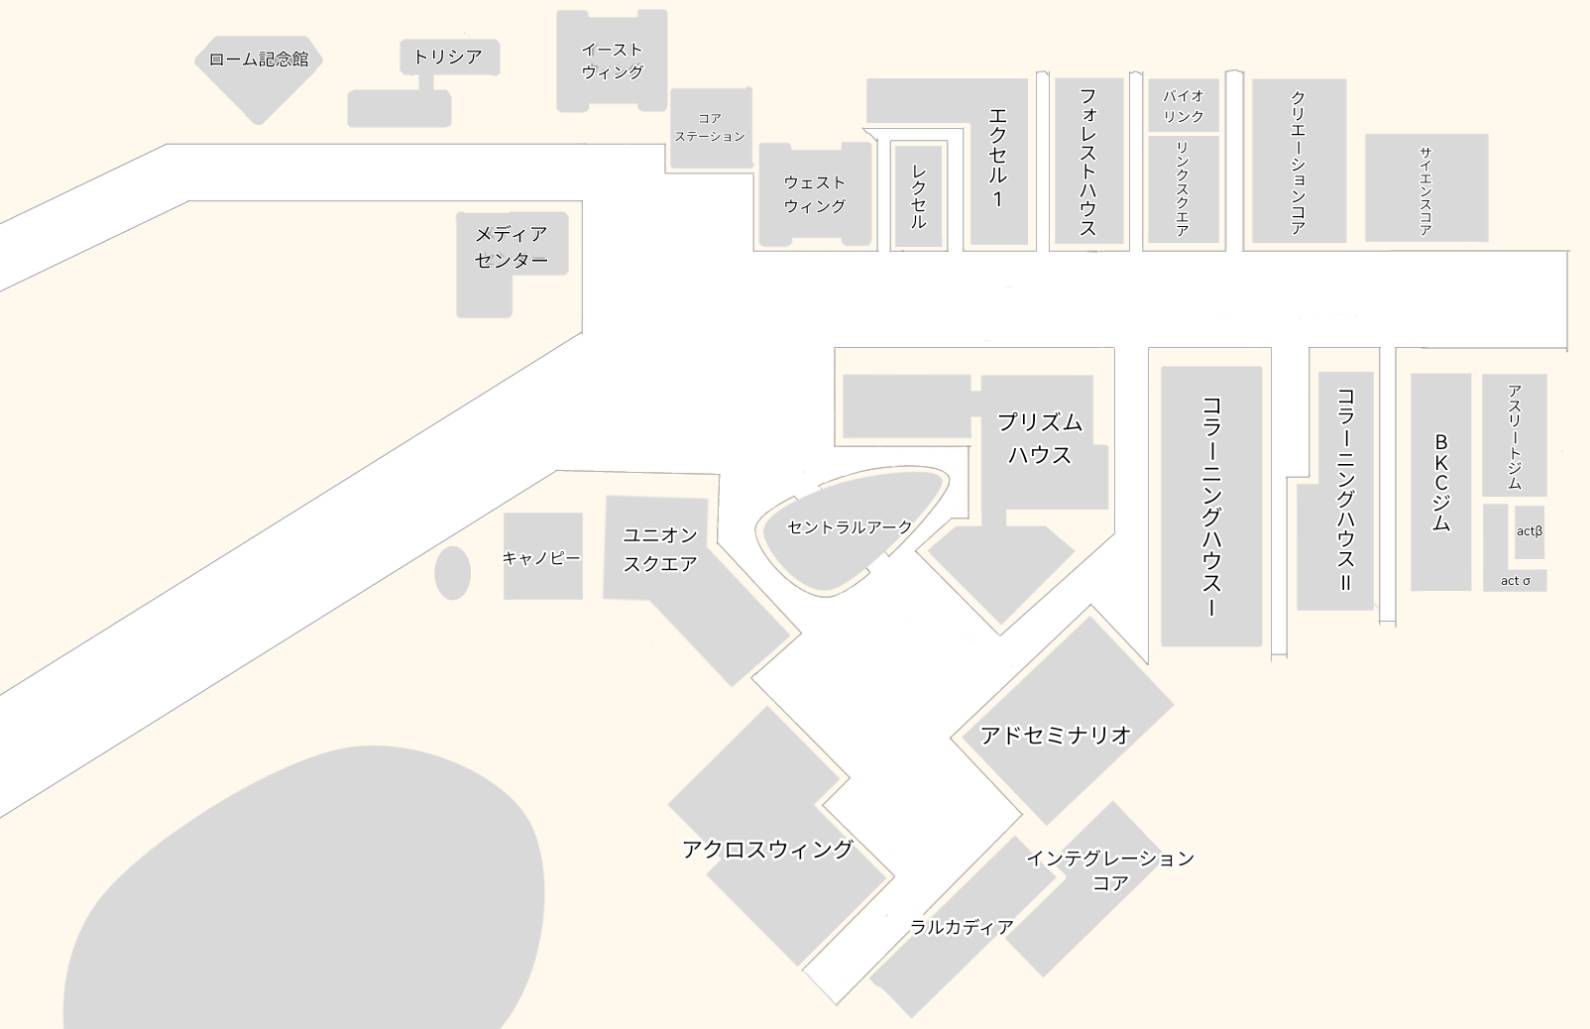 ローム記念館
トリシア
イースト
ウィング
コア
ステーション
ウェスト
ウィング
レクセル
エクセル1
フォレストハウス
バイオ
リンク
リンクスクエア
クリエーションコア
サイエンスコア
メディア
センター
プリズム
ハウス
コラーニングハウスI
コラーニングハウスII
BKCジム
アスリートジム
actβ
act σ
キャノピー
ユニオン
スクエア
セントラルアーク
アドセミナリオ
アクロスウィング
インテグレーション
コア
ラルカディア